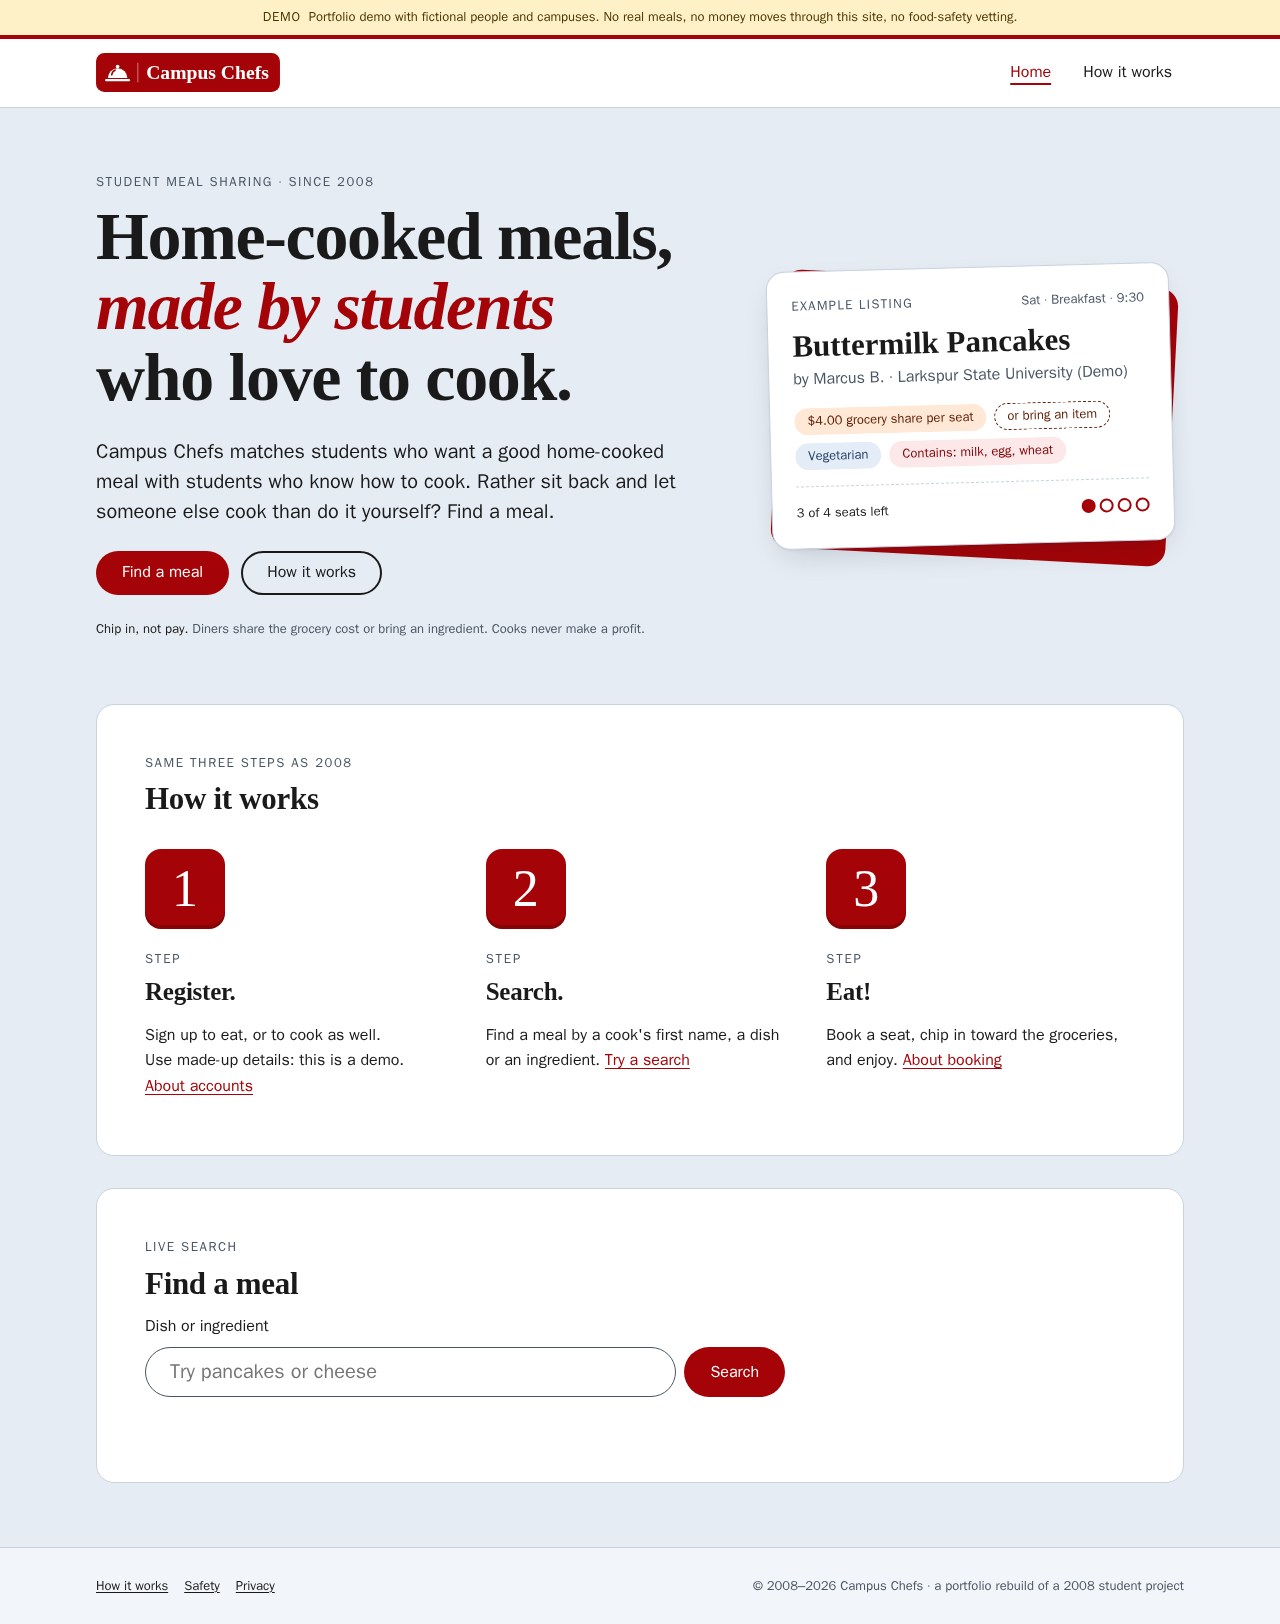 DEMO Portfolio demo with fictional people and campuses. No real meals, no money moves through this site, no food-safety vetting.
Campus Chefs
Home
How it works
STUDENT MEAL SHARING · SINCE 2008
Home-cooked meals,
made by students
who love to cook.
Campus Chefs matches students who want a good home-cooked
meal with students who know how to cook. Rather sit back and let
someone else cook than do it yourself? Find a meal.
Find a meal
How it works
Chip in, not pay. Diners share the grocery cost or bring an ingredient. Cooks never make a profit.
EXAMPLE LISTING
Sat · Breakfast · 9:30
Buttermilk Pancakes
by Marcus B. · Larkspur State University (Demo)
$4.00 grocery share per seat
or bring an item
Vegetarian
Contains: milk, egg, wheat
3 of 4 seats left
SAME THREE STEPS AS 2008
How it works
1
STEP
Register.
Sign up to eat, or to cook as well.
Use made-up details: this is a demo.
About accounts
2
STEP
Search.
Find a meal by a cook's first name, a dish
or an ingredient. Try a search
3
STEP
Eat!
Book a seat, chip in toward the groceries,
and enjoy. About booking
LIVE SEARCH
Find a meal
Dish or ingredient
Try pancakes or cheese
Search
How it works
Safety
Privacy
© 2008–2026 Campus Chefs · a portfolio rebuild of a 2008 student project